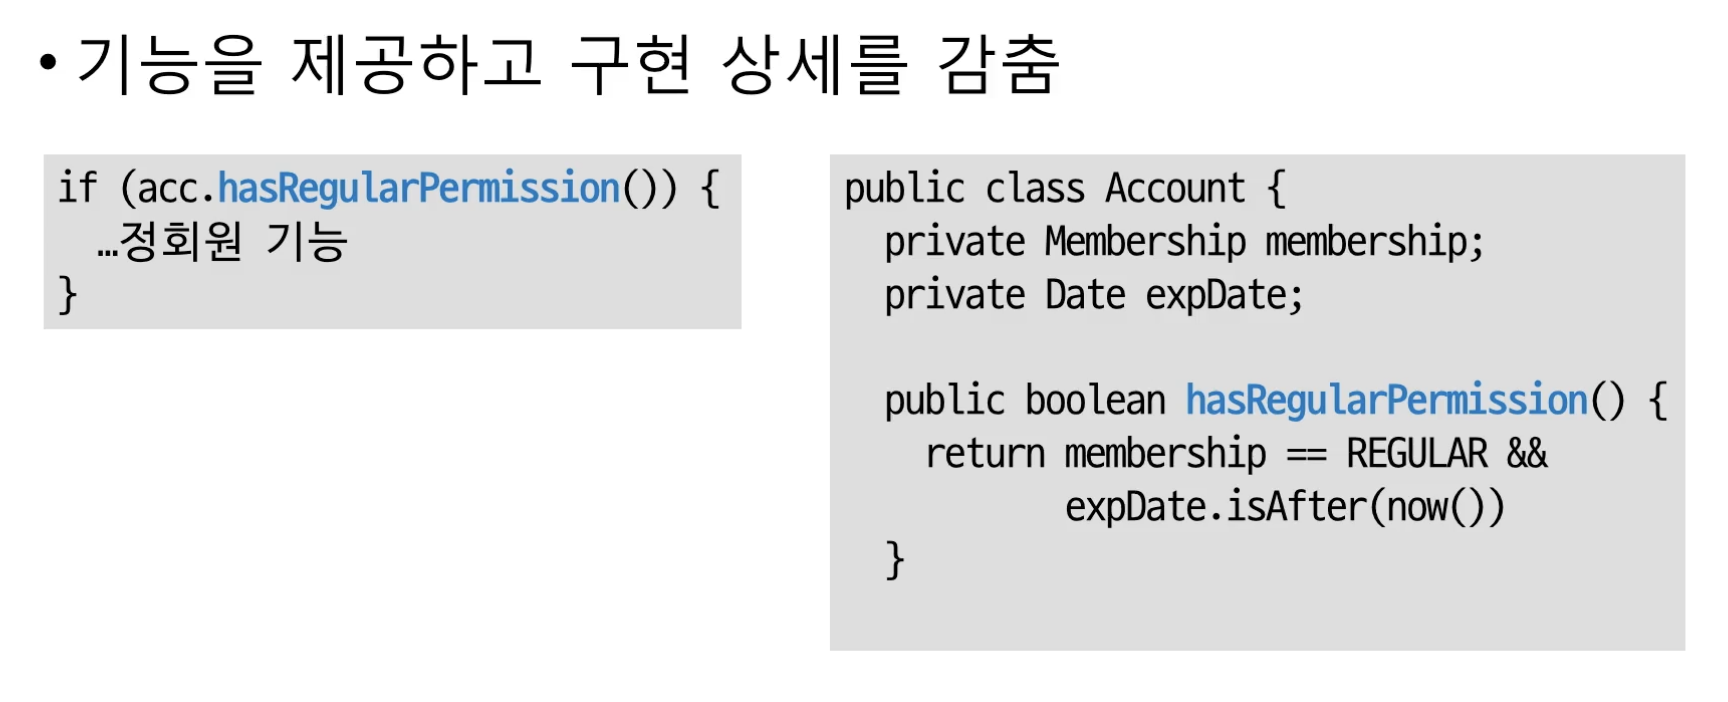 • 기능을 제공하고 구현 상세를 감춤
if (acc.hasRegularPermission()) {
…정회원 기능
}
public class Account {
private Membership membership;
private Date expDate;
public boolean hasRegularPermission() {
return membership == REGULAR &&
expDate.isAfter(now())
}